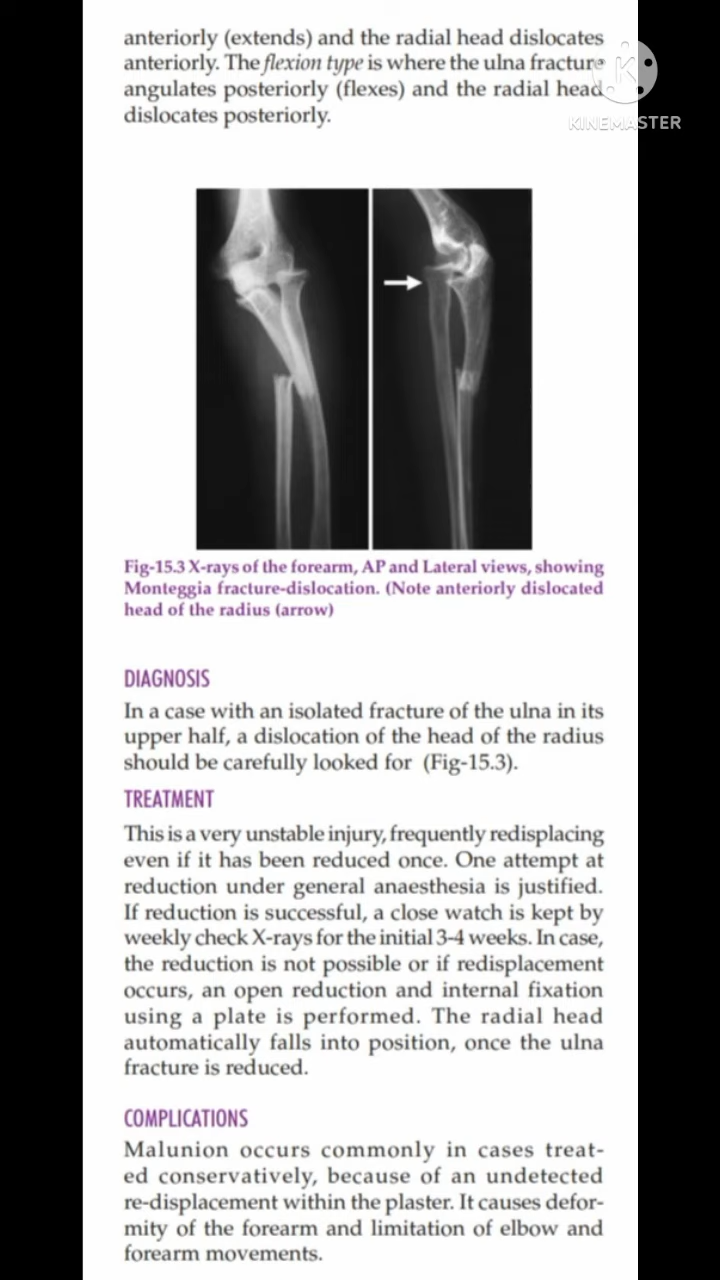 anteriorly (extends) and the radial head dislocates
anteriorly. The flexion type is where the ulna fracture
angulates posteriorly (flexes) and the radial head
dislocates posteriorly.
K
KINEMASTER
Fig-15.3 X-rays of the forearm, AP and Lateral views, showing
Monteggia fracture-dislocation. (Note anteriorly dislocated
head of the radius (arrow)
DIAGNOSIS
In a case with an isolated fracture of the ulna in its
upper half, a dislocation of the head of the radius
should be carefully looked for (Fig-15.3).
TREATMENT
This is a very unstable injury, frequently redisplacing
even if it has been reduced once. One attempt at
reduction under general anaesthesia is justified.
If reduction is successful, a close watch is kept by
weekly check X-rays for the initial 3-4 weeks. In case,
the reduction is not possible or if redisplacement
occurs, an open reduction and internal fixation
using a plate is performed. The radial head
automatically falls into position, once the ulna
fracture is reduced.
COMPLICATIONS
Malunion occurs commonly in cases treat-
ed conservatively, because of an undetected
re-displacement within the plaster. It causes defor-
mity of the forearm and limitation of elbow and
forearm movements.